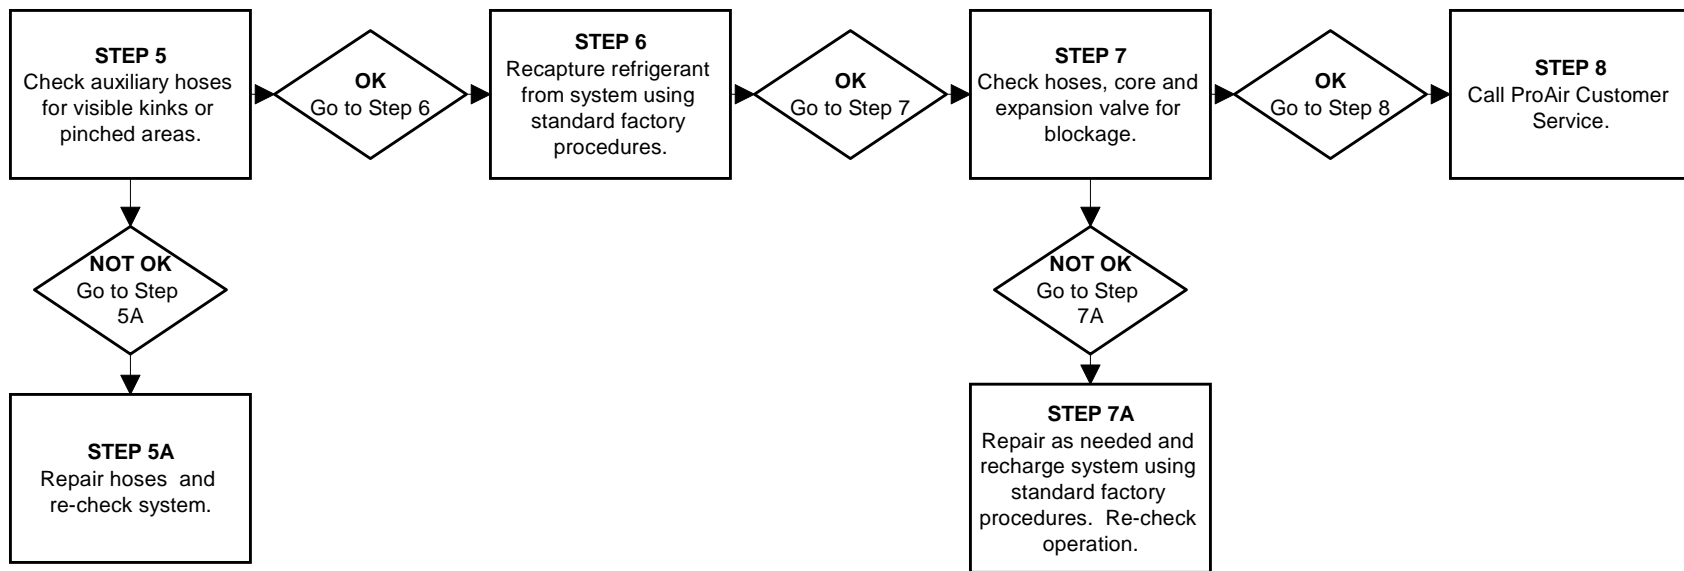 STEP 5
Check auxiliary hoses
for visible kinks or
pinched areas.
OK
Go to Step 6
STEP 6
Recapture refrigerant
from system using
standard factory
procedures.
OK
Go to Step 7
STEP 7
Check hoses, core and
expansion valve for
blockage.
OK
Go to Step 8
STEP 8
Call ProAir Customer
Service.
NOT OK
Go to Step
5A
NOT OK
Go to Step
7A
STEP 5A
Repair hoses  and
re-check system.
STEP 7A
Repair as needed and
recharge system using
standard factory
procedures.  Re-check
operation.